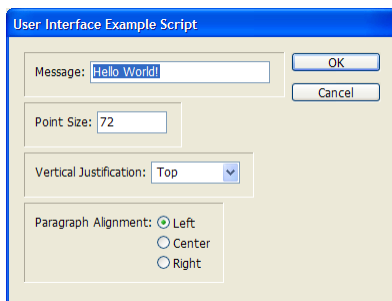 User Interface Example Script
Message: Hello World!
OK
Cancel
Point Size: 72
Vertical Justification: Top
Paragraph Alignment: Left
Center
Right